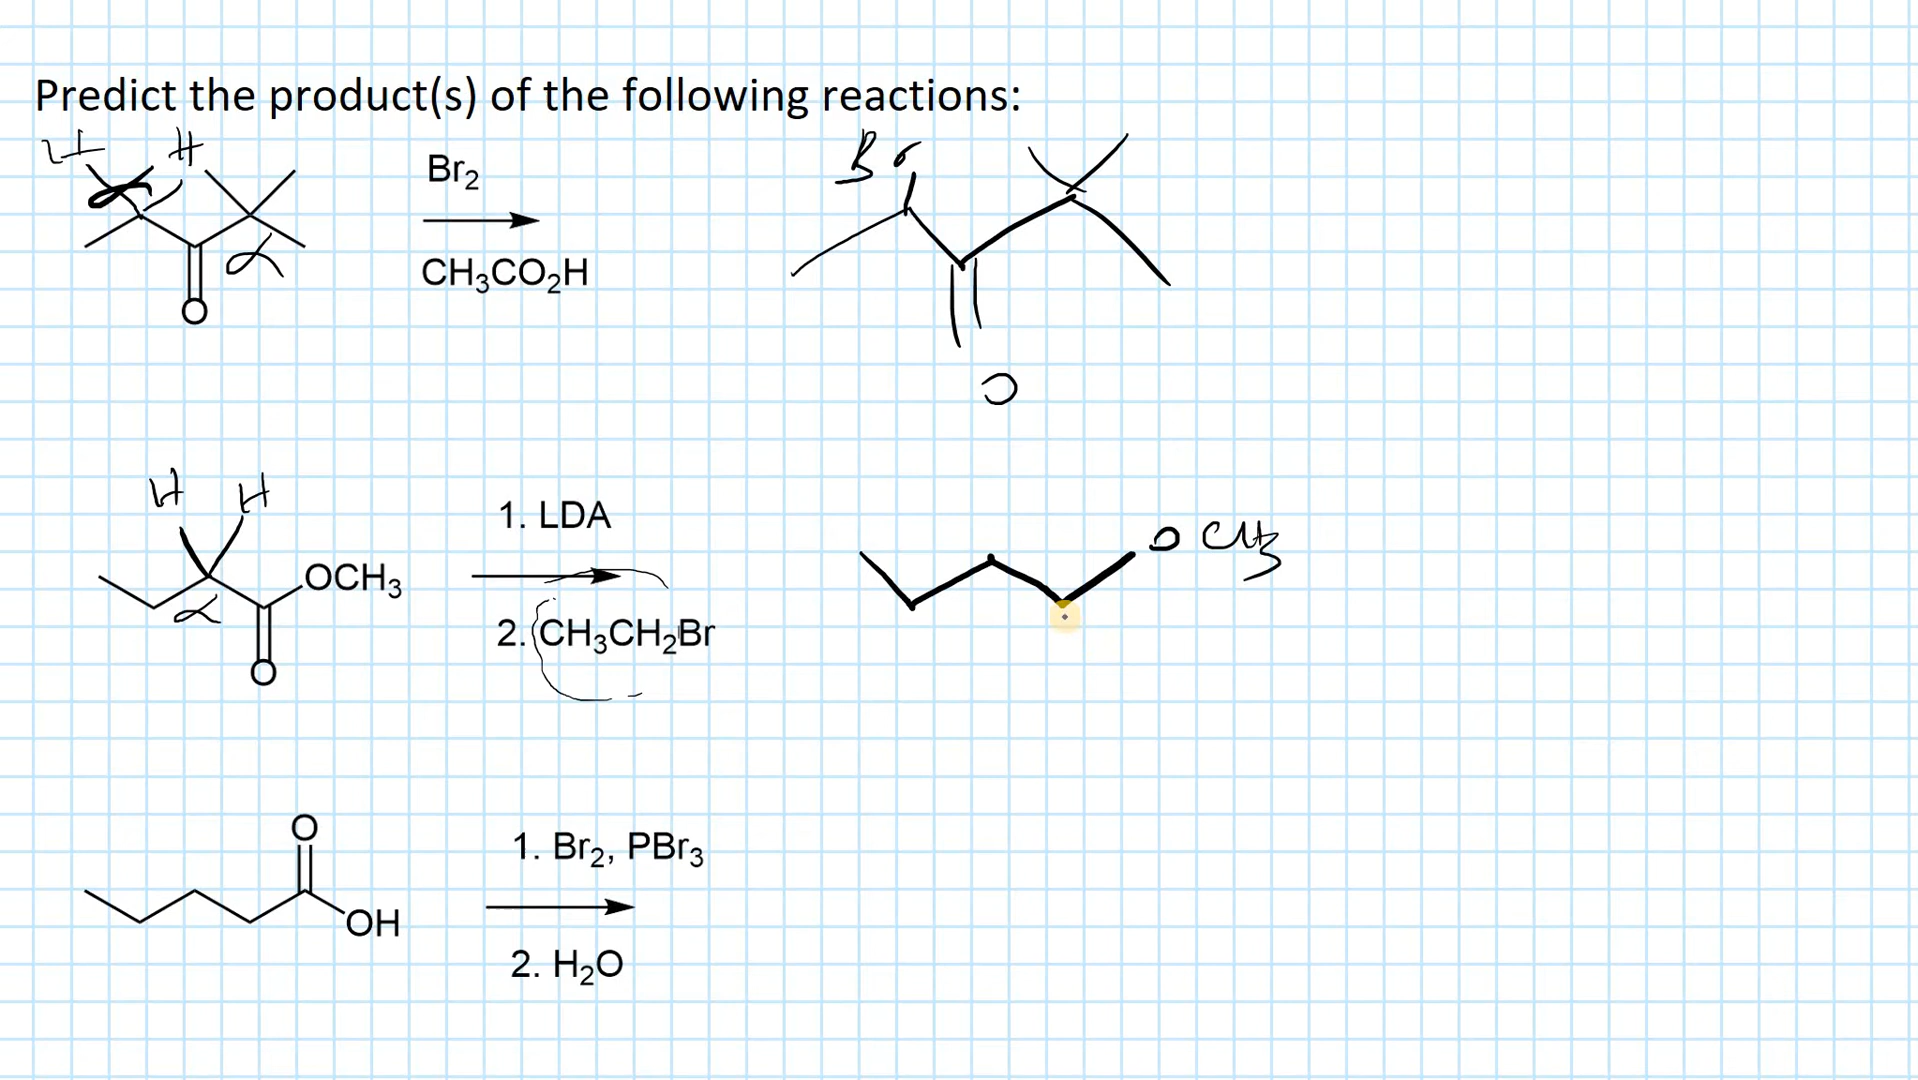 Predict the product(s) of the following reactions:
H H
Br₂
CH₃CO₂H
α
O
Br
O
H H
OCH₃
α
O
1. LDA
2. CH₃CH₂Br
OCH₃
O
OH
1. Br₂, PBr₃
2. H₂O